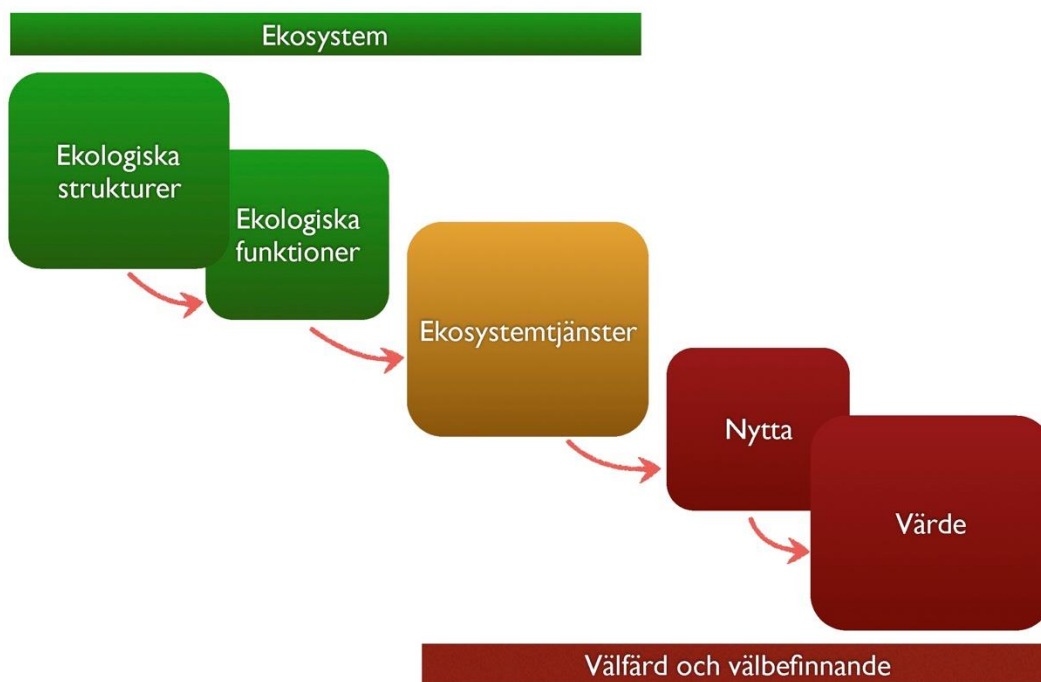 Ekosystem
Ekologiska
strukturer
Ekologiska
funktioner
Ekosystemtjänster
Nytta
Värde
Välfärd och välbefinnande